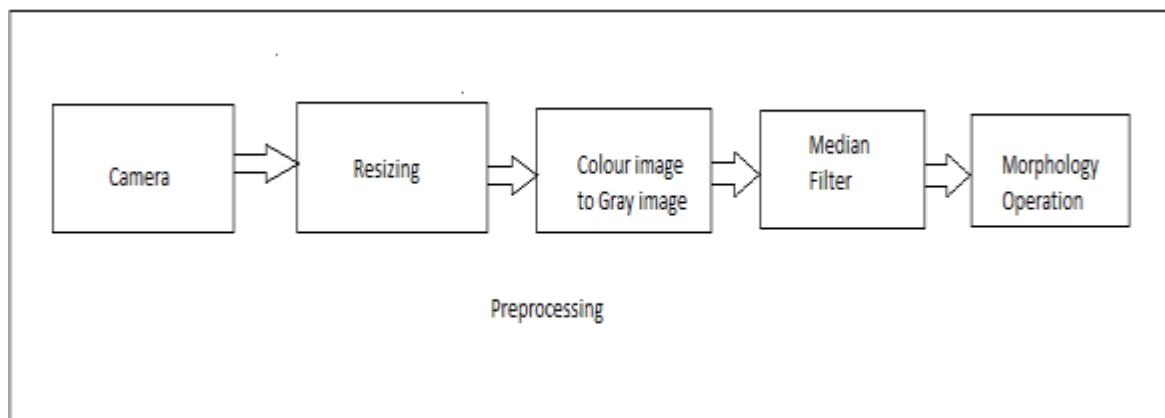 Camera
Resizing
Colour image
to Gray image
Median
Filter
Morphology
Operation
Preprocessing